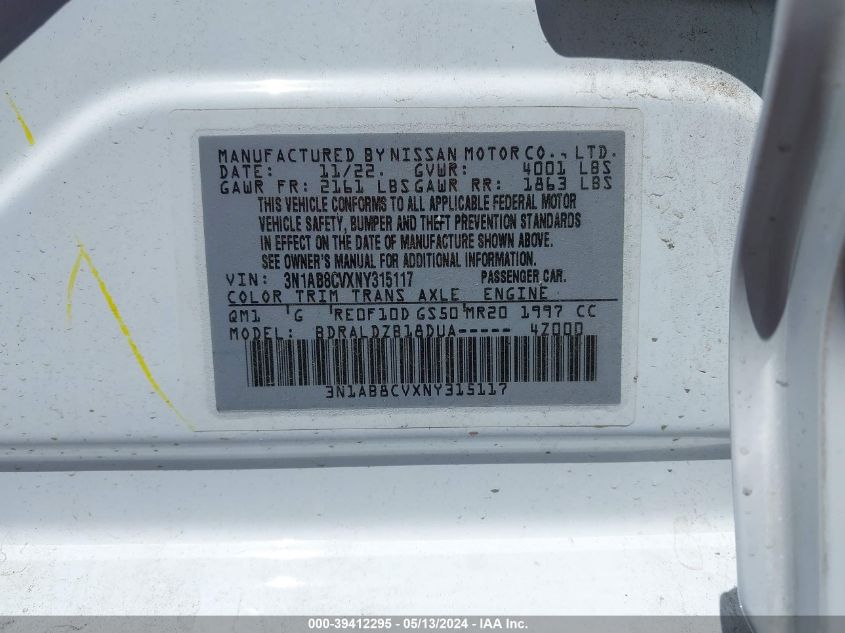 MANUFACTURED BY NISSAN MOTOR CO., LTD.
DATE: 11/22. GVWR: 4001 LBS
GAWR FR: 2161 LBS GAWR RR: 1863 LBS
THIS VEHICLE CONFORMS TO ALL APPLICABLE FEDERAL MOTOR
VEHICLE SAFETY, BUMPER AND THEFT PREVENTION STANDARDS
IN EFFECT ON THE DATE OF MANUFACTURE SHOWN ABOVE.
SEE OWNER'S MANUAL FOR ADDITIONAL INFORMATION.
VIN: 3N1AB8CVXNY315117 PASSENGER CAR.
COLOR TRIM TRANS AXLE ENGINE
QM1 'G 'RE0F10D GS50'MR20 1997 CC
MODEL: BDRALDZB18DUA----- 4Z000
3N1AB8CVXNY315117
000-39412295 - 05/13/2024 - IAA Inc.